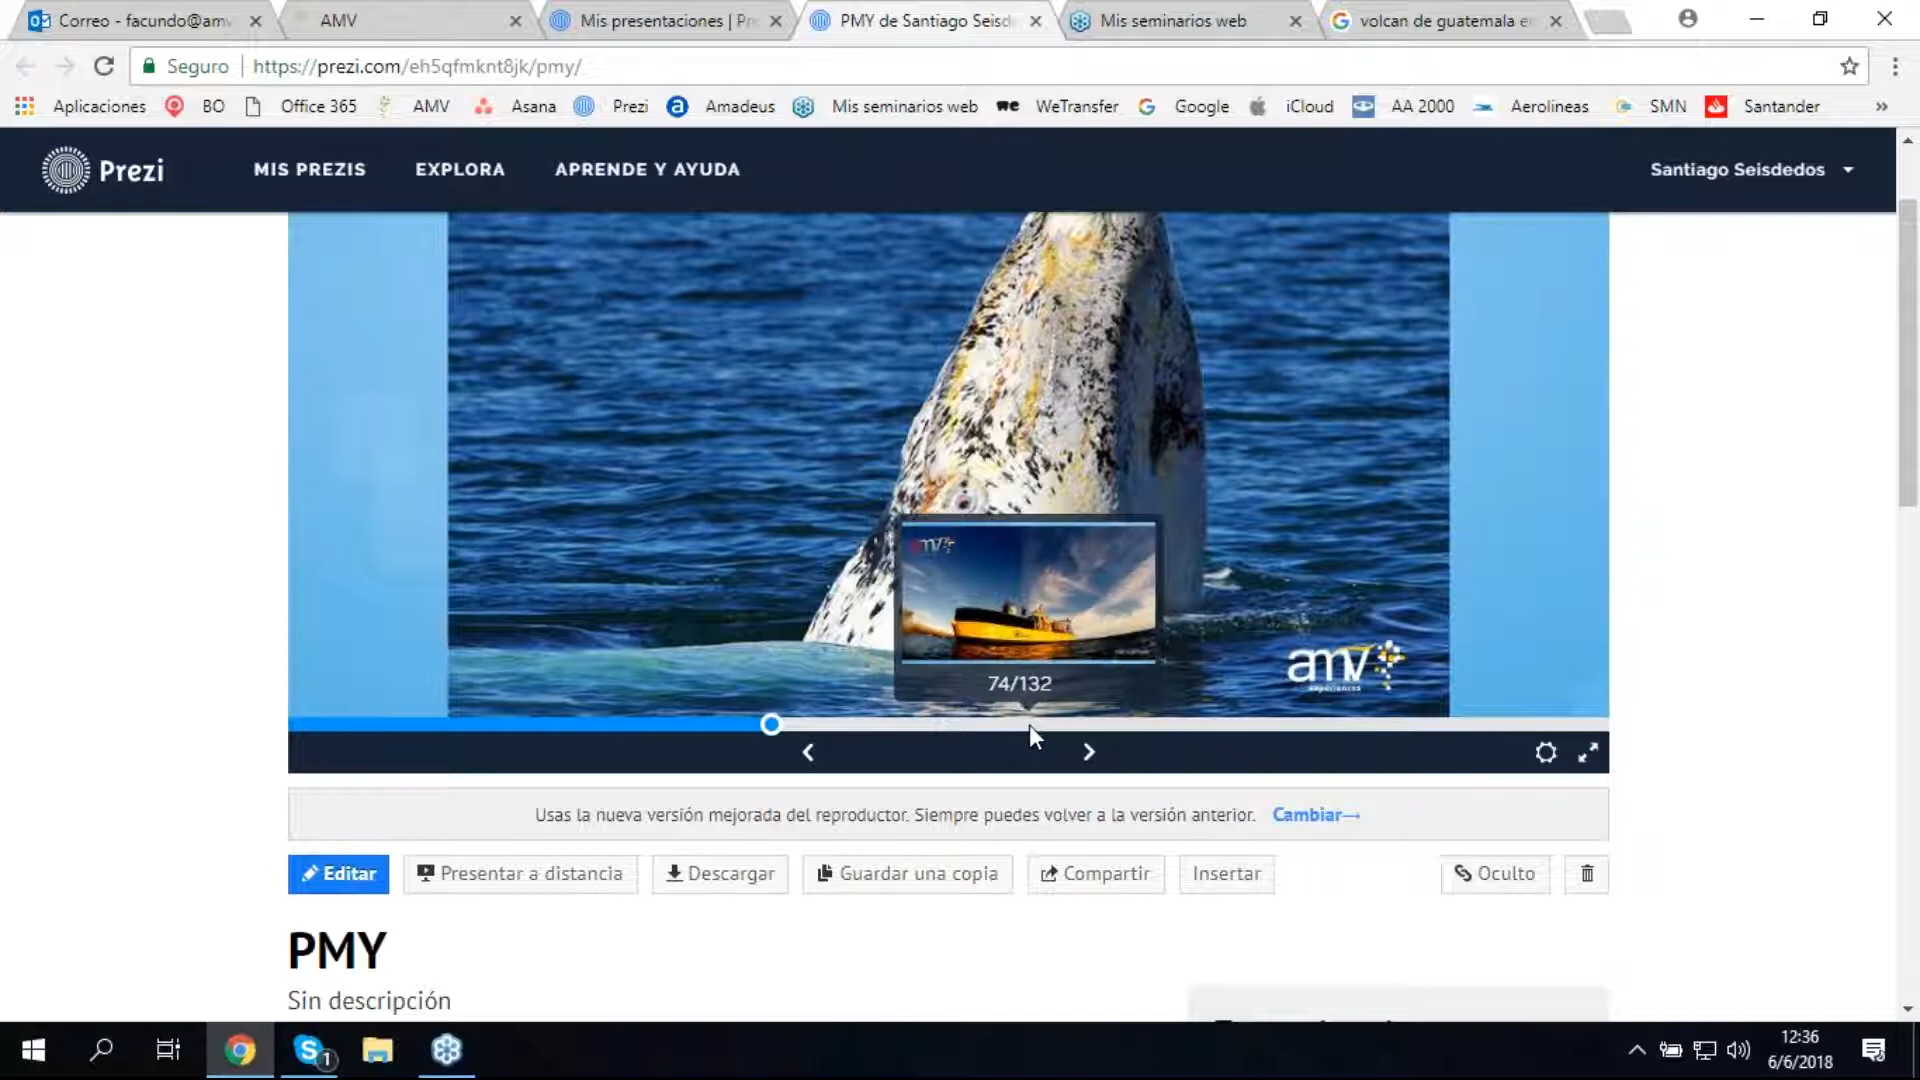 Correo - facundo@amv
AMV
Mis presentaciones | Pr
PMY de Santiago Seisd
Mis seminarios web
volcan de guatemala e
Seguro
https://prezi.com/eh5qfmknt8jk/pmy/
Aplicaciones BO Office 365 AMV Asana Prezi Amadeus Mis seminarios web WeTransfer Google iCloud AA 2000 Aerolineas SMN Santander »
Prezi
MIS PREZIS EXPLORA APRENDE Y AYUDA Santiago Seisdedos
amv
74/132
amv
experiences
Usas la nueva versión mejorada del reproductor. Siempre puedes volver a la versión anterior. Cambiar→
Editar Presentar a distancia Descargar Guardar una copia Compartir Insertar Oculto
PMY
Sin descripción
12:36
6/6/2018